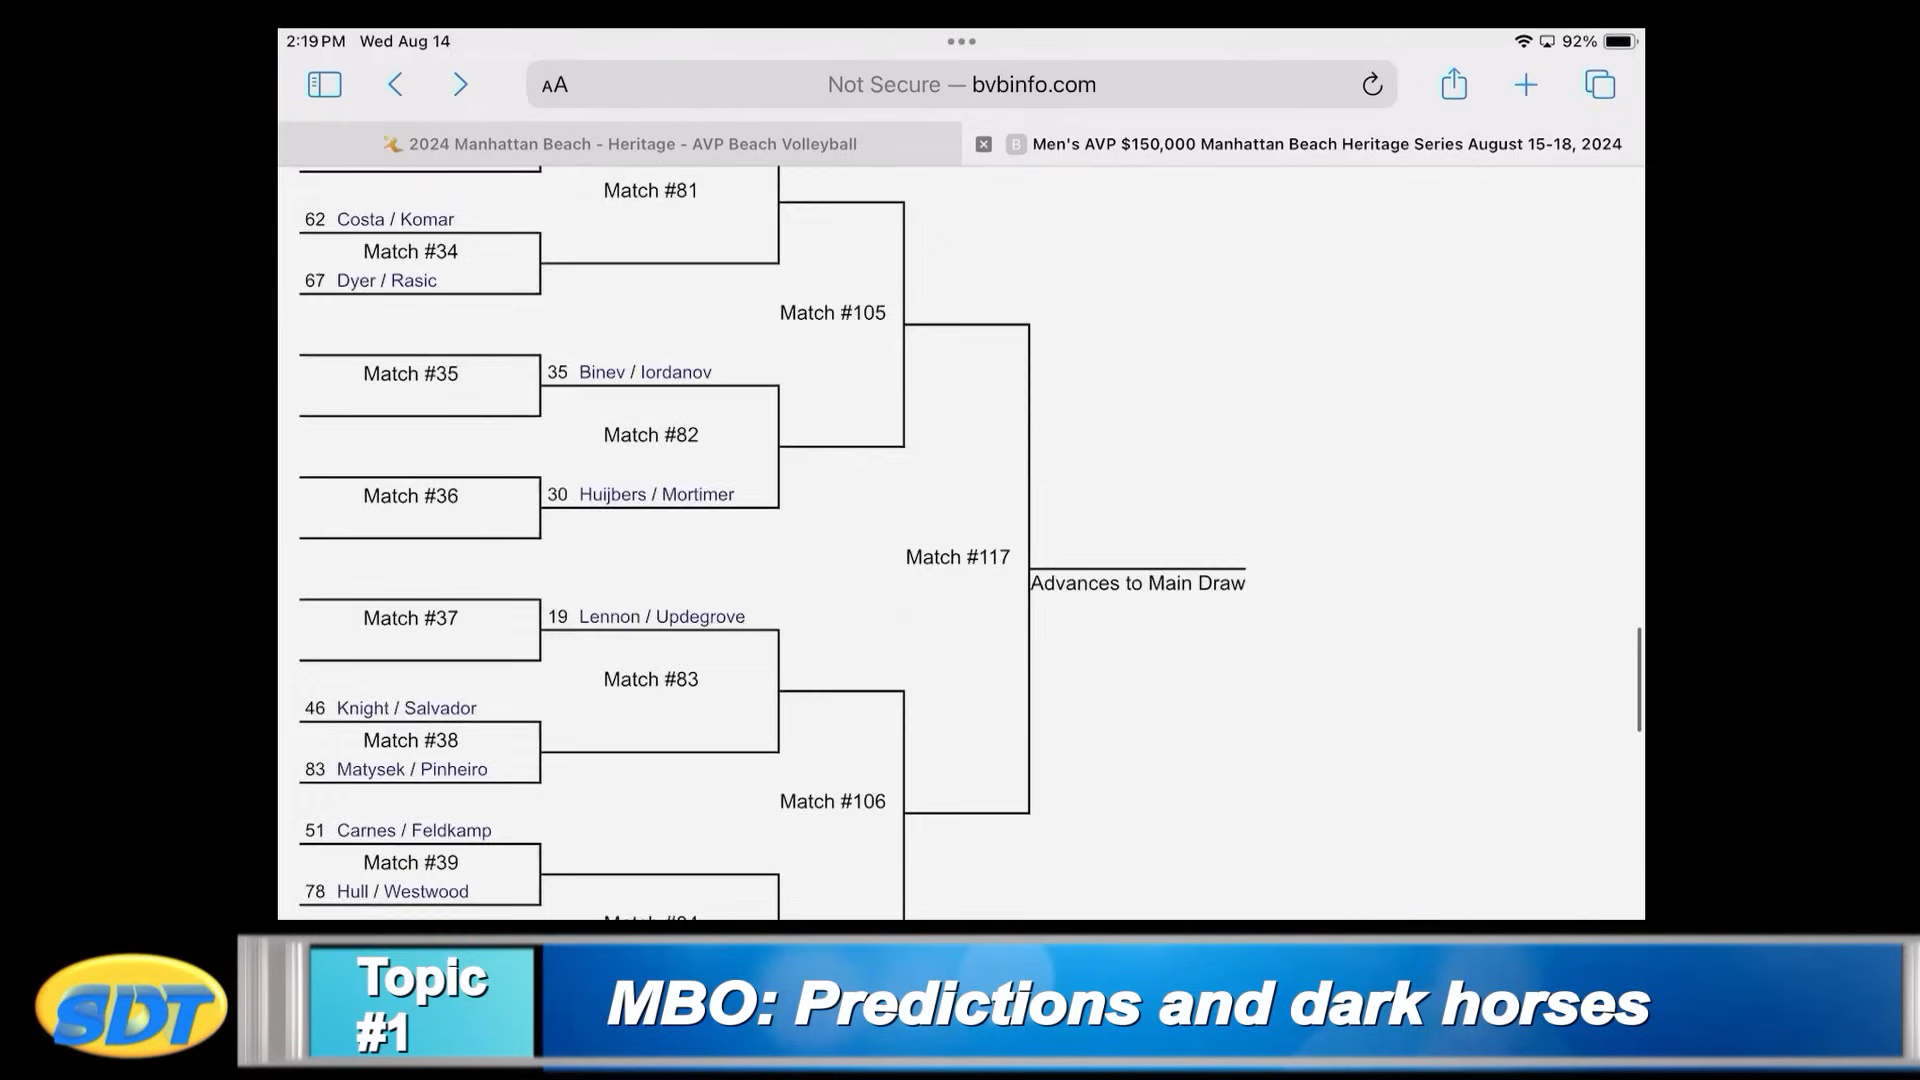 2:19 PM Wed Aug 14
92%
AA
Not Secure — bvbinfo.com
2024 Manhattan Beach - Heritage - AVP Beach Volleyball
B Men's AVP $150,000 Manhattan Beach Heritage Series August 15-18, 2024
Match #81
62 Costa / Komar
Match #34
67 Dyer / Rasic
Match #105
Match #35
35 Binev / Iordanov
Match #82
Match #36
30 Huijbers / Mortimer
Match #117
Advances to Main Draw
Match #37
19 Lennon / Updegrove
Match #83
46 Knight / Salvador
Match #38
83 Matysek / Pinheiro
Match #106
51 Carnes / Feldkamp
Match #39
78 Hull / Westwood
SDT
Topic
#1
MBO: Predictions and dark horses